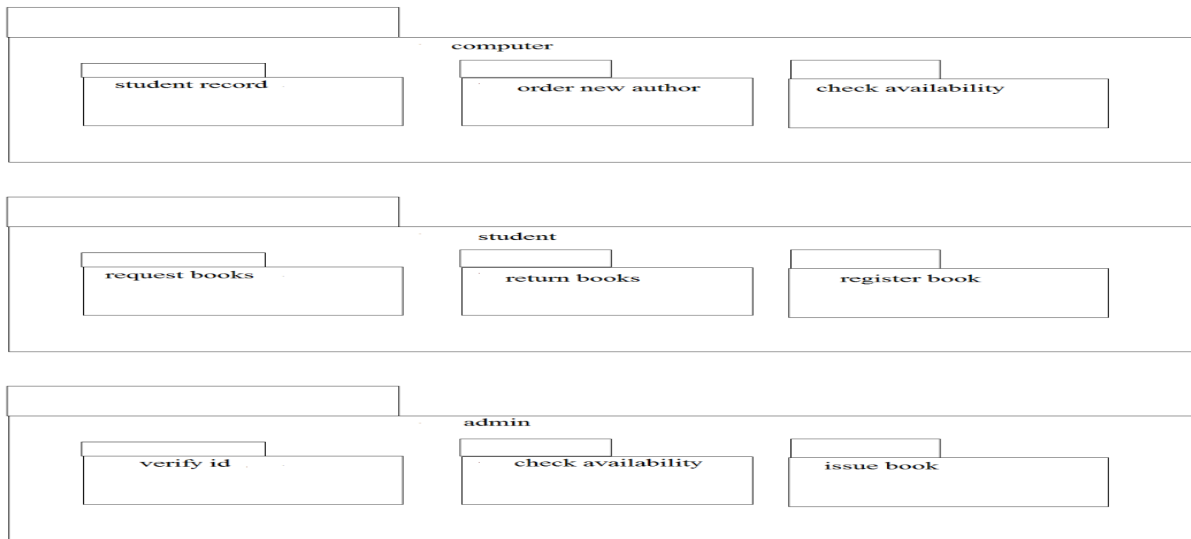 computer
student record
order new author
check availability
student
request books
return books
register book
admin
verify id
check availability
issue book